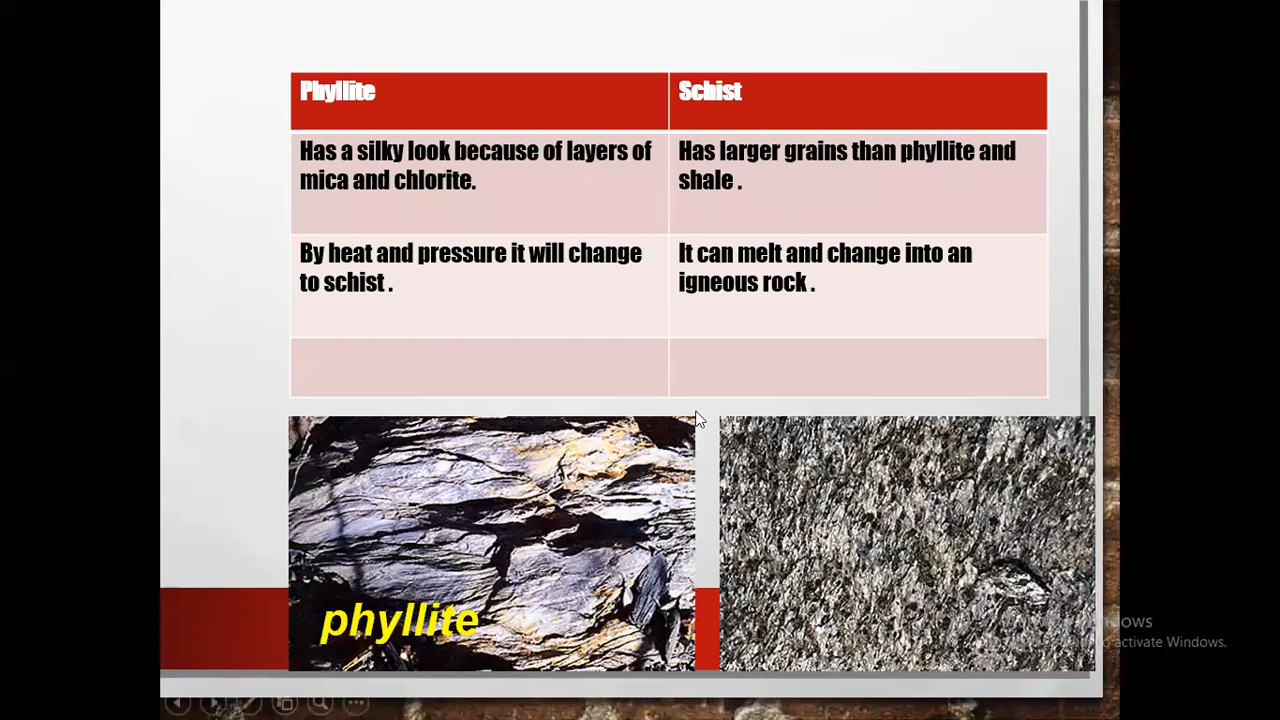 Phyllite
Schist
Has a silky look because of layers of
mica and chlorite.
Has larger grains than phyllite and
shale .
By heat and pressure it will change
to schist .
It can melt and change into an
igneous rock .
phyllite
activate Windows.